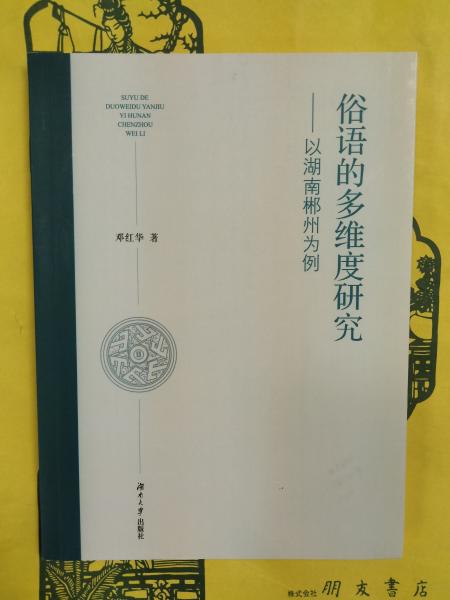 俗语的多维度研究
——以湖南郴州为例
SUYU DE
DUOWEIDU YANJIU
YI HUNAN
CHENZHOU
WEI LI
邓红华 著
湖南大学出版社
株式会社 朋友書店